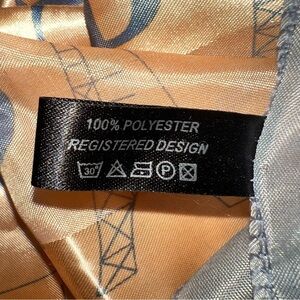 100% POLYESTER
REGISTERED DESIGN
30° P